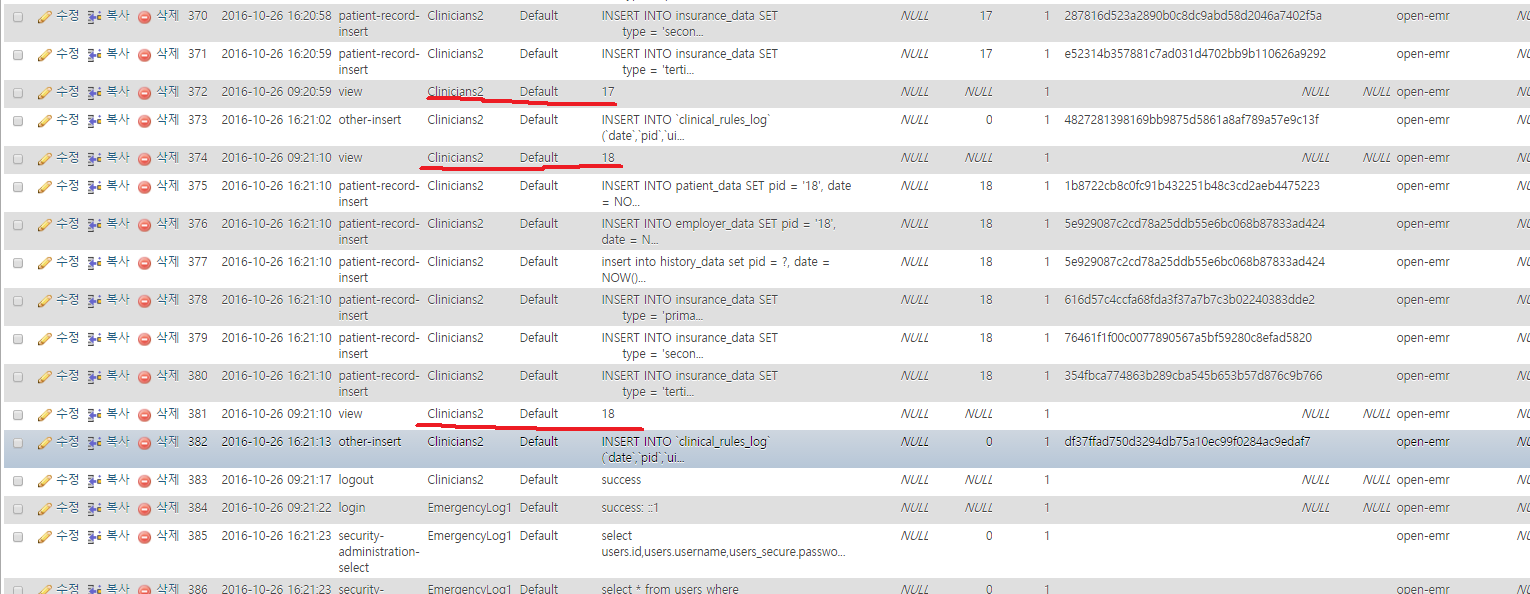 수정 복사 삭제 370 2016-10-26 16:20:58 patient-record-insert Clinicians2 Default INSERT INTO insurance_data SET type = 'secon... NULL 17 1 287816d523a2890b0c8dc9abd58d2046a7402f5a open-emr
수정 복사 삭제 371 2016-10-26 16:20:59 patient-record-insert Clinicians2 Default INSERT INTO insurance_data SET type = 'terti... NULL 17 1 e52314b357881c7ad031d4702bb9b110626a9292 open-emr
수정 복사 삭제 372 2016-10-26 09:20:59 view Clinicians2 Default 17 NULL NULL 1 NULL NULL open-emr
수정 복사 삭제 373 2016-10-26 16:21:02 other-insert Clinicians2 Default INSERT INTO `clinical_rules_log` (`date`,`pid`,`ui... NULL 0 1 4827281398169bb9875d5861a8af789a57e9c13f open-emr
수정 복사 삭제 374 2016-10-26 09:21:10 view Clinicians2 Default 18 NULL NULL 1 NULL NULL open-emr
수정 복사 삭제 375 2016-10-26 16:21:10 patient-record-insert Clinicians2 Default INSERT INTO patient_data SET pid = '18', date = NO... NULL 18 1 1b8722cb8c0fc91b432251b48c3cd2aeb4475223 open-emr
수정 복사 삭제 376 2016-10-26 16:21:10 patient-record-insert Clinicians2 Default INSERT INTO employer_data SET pid = '18', date = N... NULL 18 1 5e929087c2cd78a25ddb55e6bc068b87833ad424 open-emr
수정 복사 삭제 377 2016-10-26 16:21:10 patient-record-insert Clinicians2 Default insert into history_data set pid = ?, date = NOW()... NULL 18 1 5e929087c2cd78a25ddb55e6bc068b87833ad424 open-emr
수정 복사 삭제 378 2016-10-26 16:21:10 patient-record-insert Clinicians2 Default INSERT INTO insurance_data SET type = 'prima... NULL 18 1 616d57c4ccfa68fda3f37a7b7c3b02240383dde2 open-emr
수정 복사 삭제 379 2016-10-26 16:21:10 patient-record-insert Clinicians2 Default INSERT INTO insurance_data SET type = 'secon... NULL 18 1 76461f1f00c0077890567a5bf59280c8efad5820 open-emr
수정 복사 삭제 380 2016-10-26 16:21:10 patient-record-insert Clinicians2 Default INSERT INTO insurance_data SET type = 'terti... NULL 18 1 354fbca774863b289cba545b653b57d876c9b766 open-emr
수정 복사 삭제 381 2016-10-26 09:21:10 view Clinicians2 Default 18 NULL NULL 1 NULL NULL open-emr
수정 복사 삭제 382 2016-10-26 16:21:13 other-insert Clinicians2 Default INSERT INTO `clinical_rules_log` (`date`,`pid`,`ui... NULL 0 1 df37ffad750d3294db75a10ec99f0284ac9edaf7 open-emr
수정 복사 삭제 383 2016-10-26 09:21:17 logout Clinicians2 Default success NULL NULL 1 NULL NULL open-emr
수정 복사 삭제 384 2016-10-26 09:21:22 login EmergencyLog1 Default success: ::1 NULL NULL 1 NULL NULL open-emr
수정 복사 삭제 385 2016-10-26 16:21:23 security-administration-select EmergencyLog1 Default select users.id,users.username,users_secure.passwo... NULL 0 1 open-emr
수정 복사 삭제 386 2016-10-26 16:21:23 security- EmergencyLog1 Default select * from users where NULL 0 1 open-emr